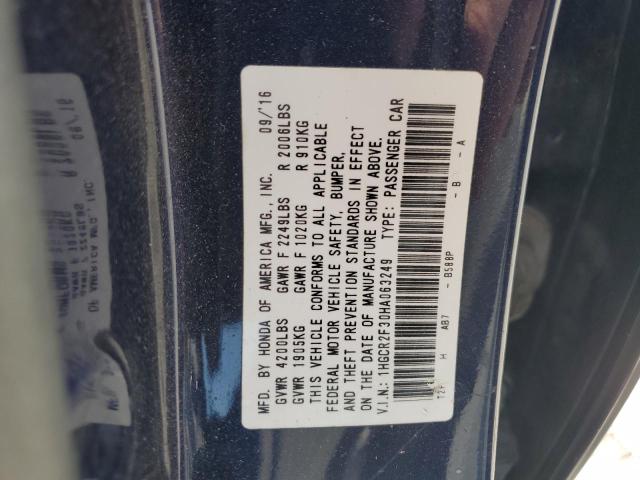 MFD. BY HONDA OF AMERICA MFG., INC. 09/'16
GVWR 4200LBS GAWR F 2249LBS R 2006LBS
GVWR 1905KG GAWR F 1020KG R 910KG
THIS VEHICLE CONFORMS TO ALL APPLICABLE
FEDERAL MOTOR VEHICLE SAFETY, BUMPER,
AND THEFT PREVENTION STANDARDS IN EFFECT
ON THE DATE OF MANUFACTURE SHOWN ABOVE.
V.I.N.: 1HGCR2F30HA063249 TYPE: PASSENGER CAR
H AB7 - B588P - B - A